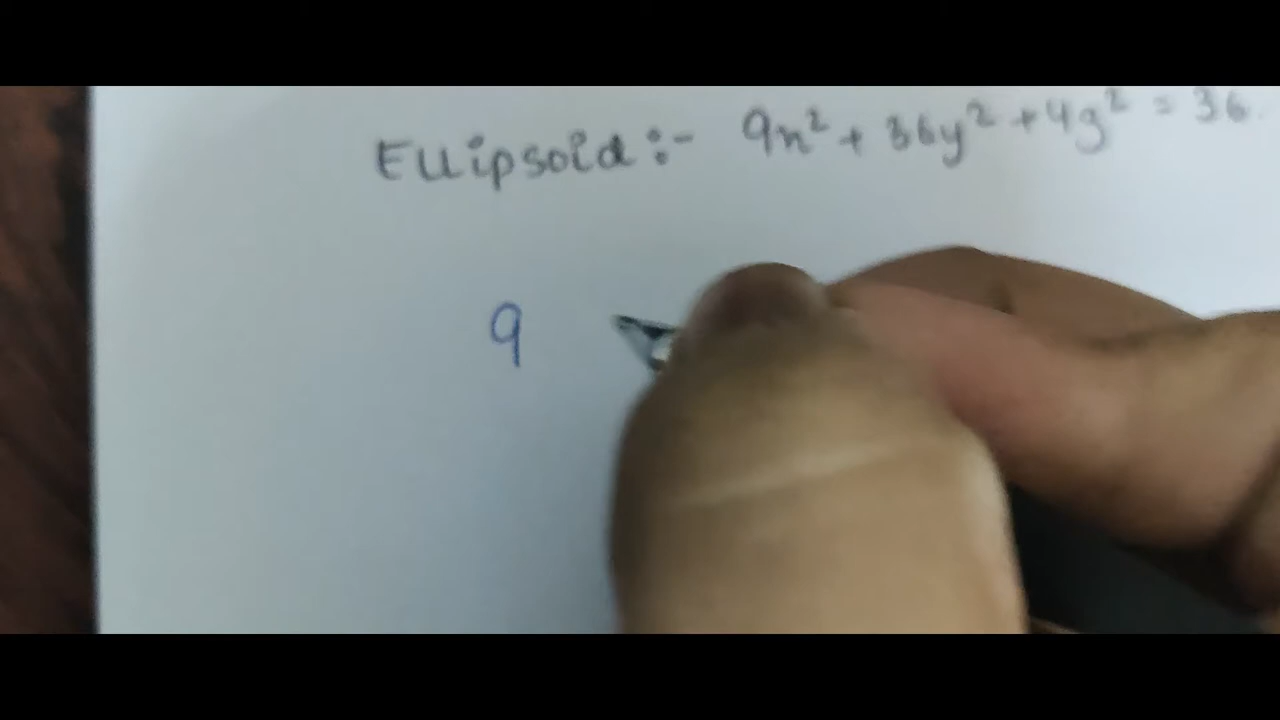 Ellipsoid :- 9x² + 36y² + 4z² = 36.
9